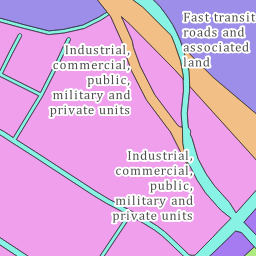 Fast transit
roads and
associated
land
Industrial,
commercial,
public,
military and
private units
Industrial,
commercial,
public,
military and
private units